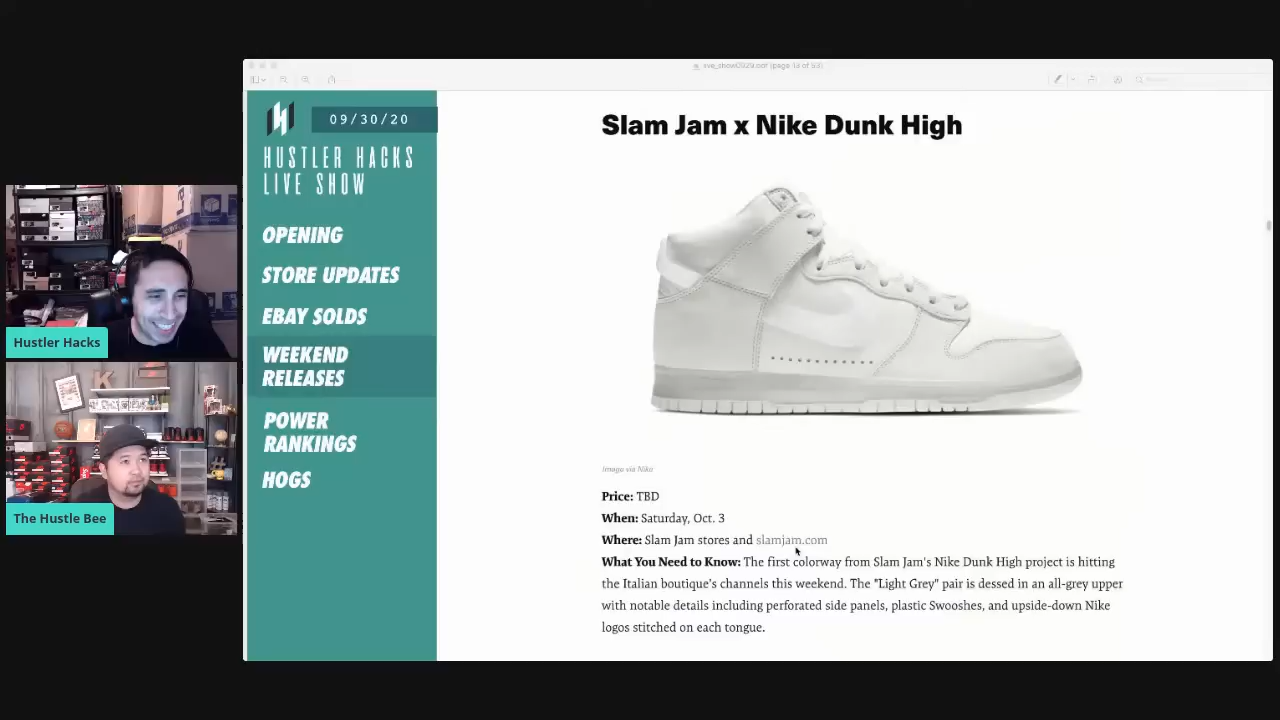 09/30/20
HUSTLER HACKS
LIVE SHOW
OPENING
STORE UPDATES
EBAY SOLDS
WEEKEND
RELEASES
POWER
RANKINGS
HOGS
Hustler Hacks
The Hustle Bee
Slam Jam x Nike Dunk High
Image via Nike
Price: TBD
When: Saturday, Oct. 3
Where: Slam Jam stores and slamjam.com
What You Need to Know: The first colorway from Slam Jam's Nike Dunk High project is hitting
the Italian boutique's channels this weekend. The "Light Grey" pair is dessed in an all-grey upper
with notable details including perforated side panels, plastic Swooshes, and upside-down Nike
logos stitched on each tongue.